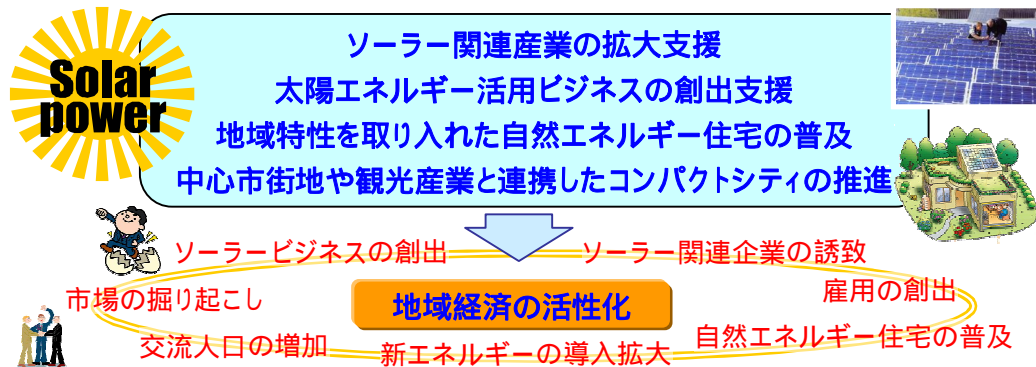 Solar
power
ソーラー関連産業の拡大支援
太陽エネルギー活用ビジネスの創出支援
地域特性を取り入れた自然エネルギー住宅の普及
中心市街地や観光産業と連携したコンパクトシティの推進
ソーラービジネスの創出
ソーラー関連企業の誘致
市場の掘り起こし
地域経済の活性化
雇用の創出
交流人口の増加
新エネルギーの導入拡大
自然エネルギー住宅の普及